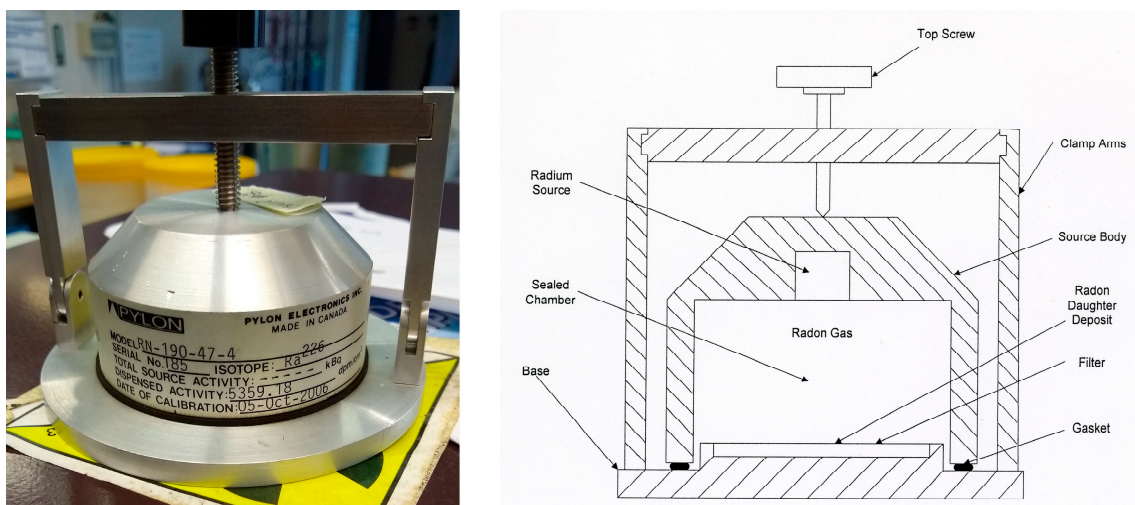 PYLON
PYLON ELECTRONICS INC.
MADE IN CANADA
MODEL RN-190-47-4
SERIAL No. 185 ISOTOPE: Ra226
TOTAL SOURCE ACTIVITY: ----- kBq
DISPENSED ACTIVITY: 5359.18 dpm/
DATE OF CALIBRATION: 05-Oct-2006
3
Top Screw
Clamp Arms
Radium
Source
Source Body
Sealed
Chamber
Radon
Daughter
Deposit
Radon Gas
Filter
Base
Gasket